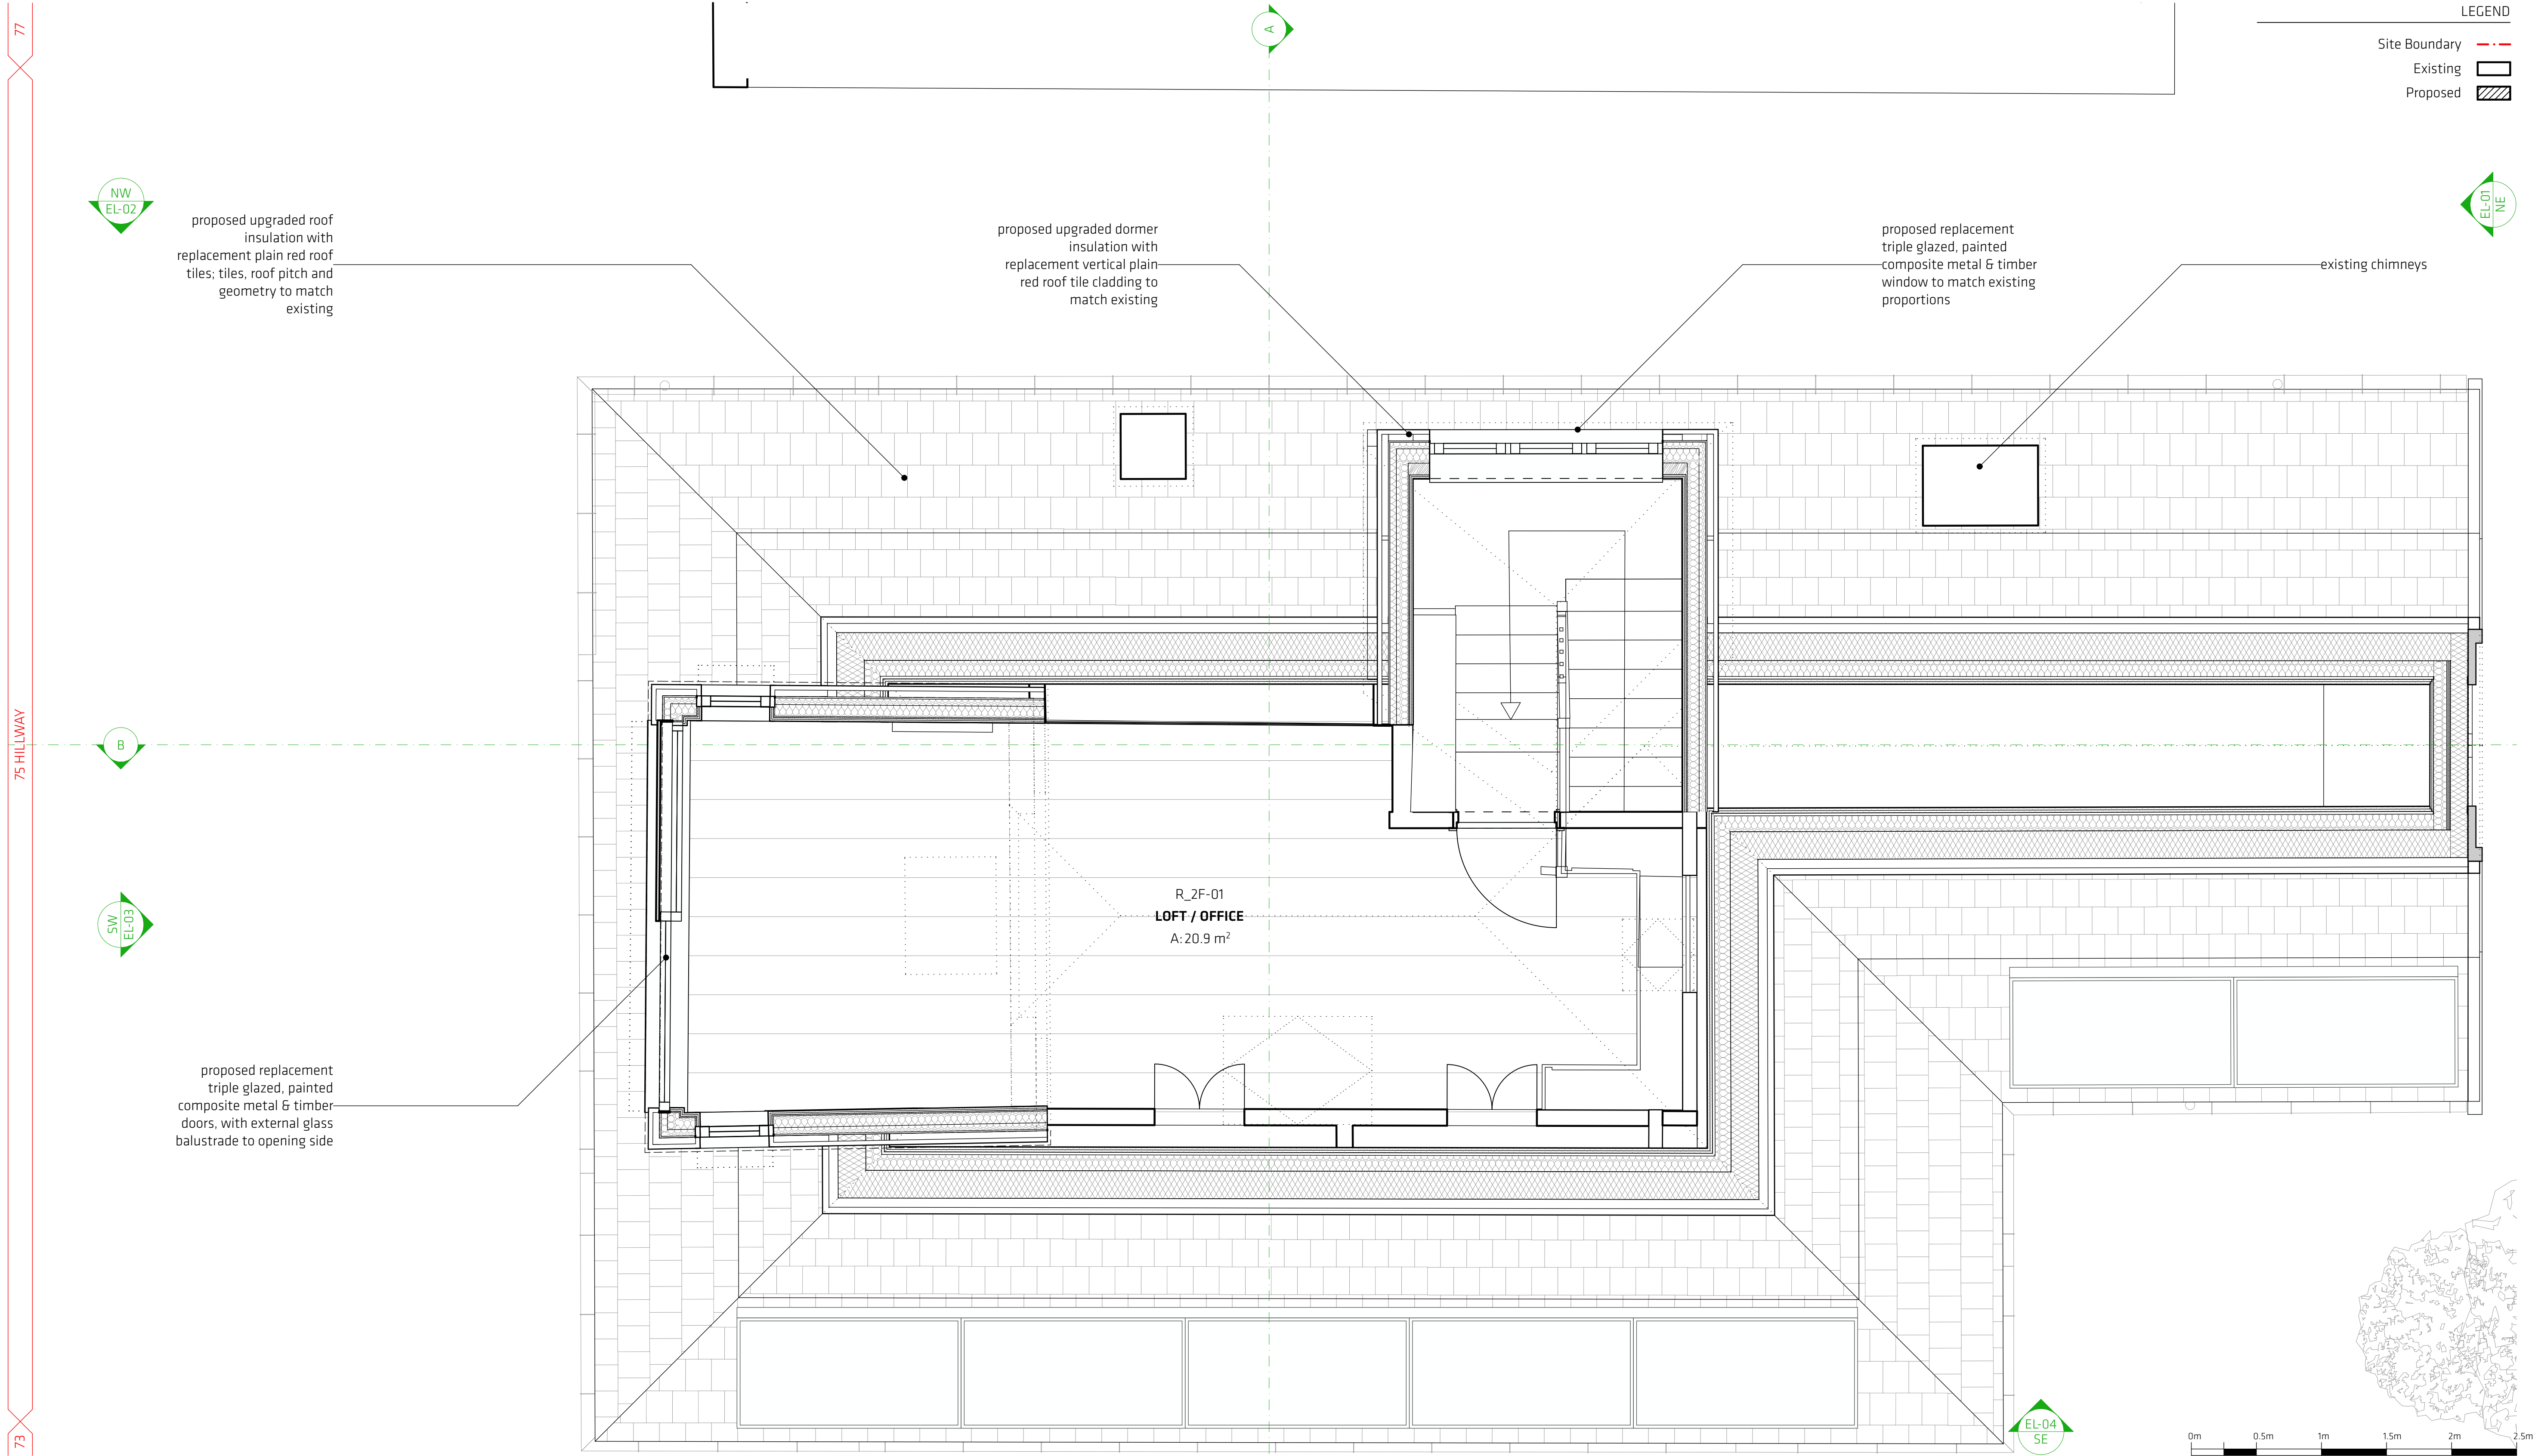 LEGEND
Site Boundary
Existing
Proposed
77
A
NW
EL-02
EL-01
NE
proposed upgraded roof
insulation with
replacement plain red roof
tiles; tiles, roof pitch and
geometry to match
existing
proposed upgraded dormer
insulation with
replacement vertical plain
red roof tile cladding to
match existing
proposed replacement
triple glazed, painted
composite metal & timber
window to match existing
proportions
existing chimneys
75 HILLWAY
B
SW
EL-03
R_2F-01
LOFT / OFFICE
A: 20.9 m²
proposed replacement
triple glazed, painted
composite metal & timber
doors, with external glass
balustrade to opening side
73
EL-04
SE
0m 0.5m 1m 1.5m 2m 2.5m